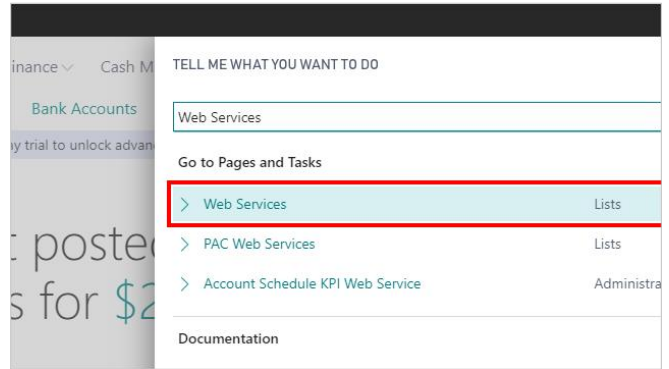 inance Cash M
Bank Accounts
ay trial to unlock advan
t posted
s for $2
TELL ME WHAT YOU WANT TO DO
Web Services
Go to Pages and Tasks
Web Services Lists
PAC Web Services Lists
Account Schedule KPI Web Service Administra
Documentation